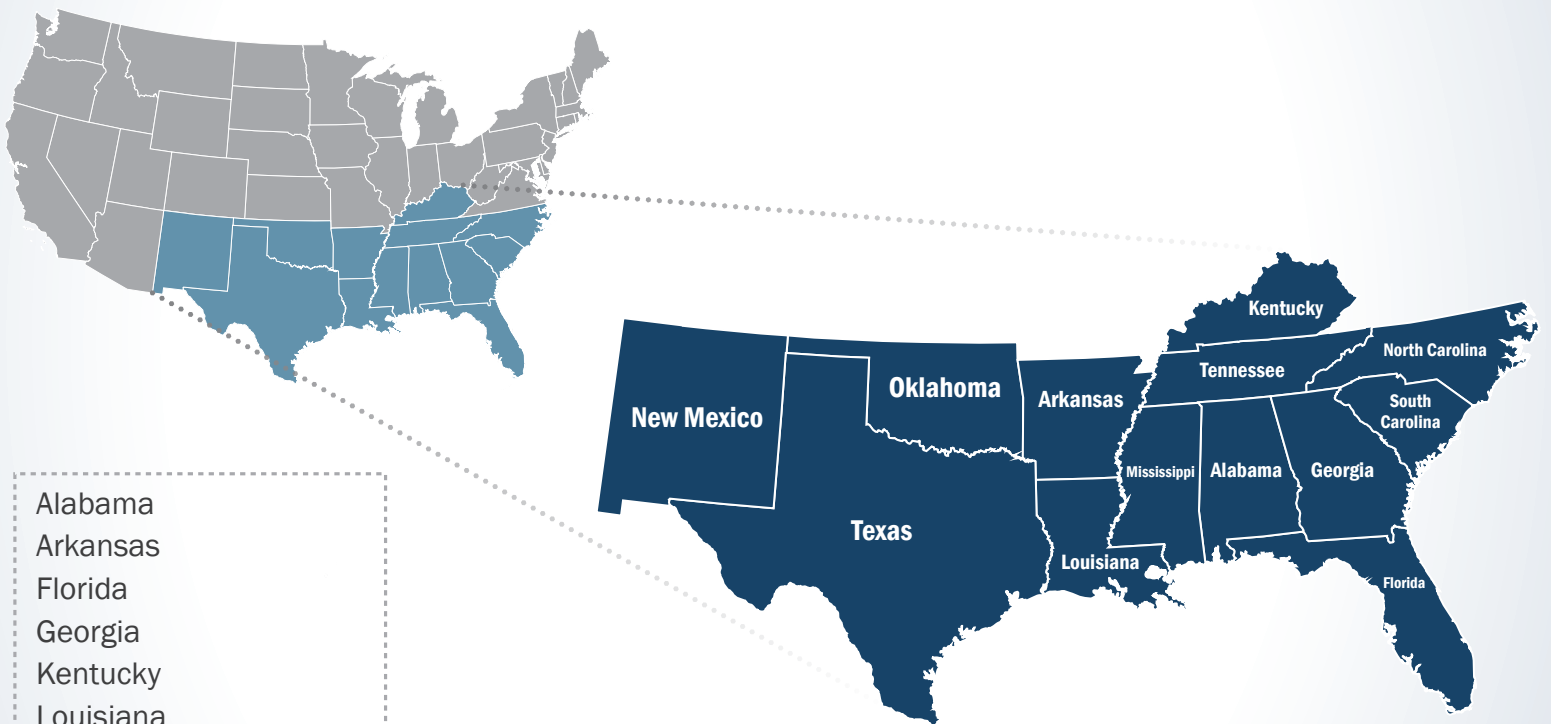 Kentucky
North Carolina
Tennessee
Oklahoma
Arkansas
South
Carolina
New Mexico
Mississippi
Alabama
Georgia
Texas
Louisiana
Florida
Alabama
Arkansas
Florida
Georgia
Kentucky
Louisiana